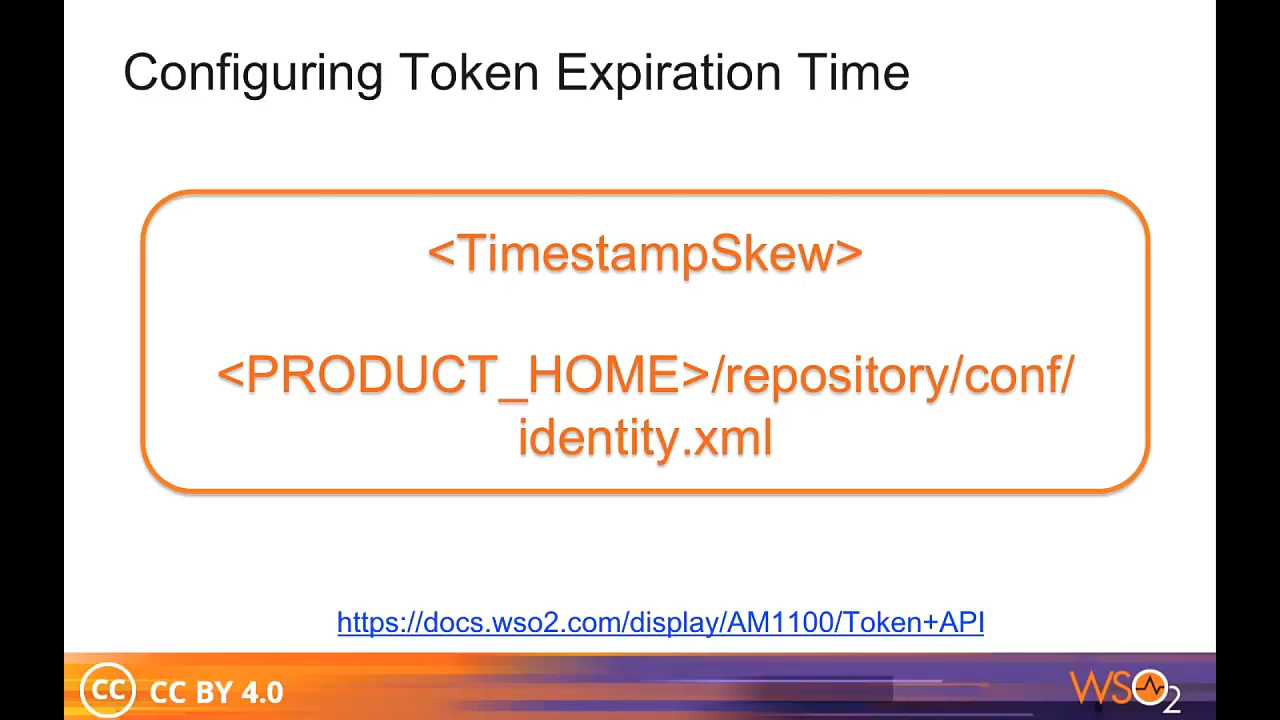 Configuring Token Expiration Time
<TimestampSkew>
<PRODUCT_HOME>/repository/conf/
identity.xml
https://docs.wso2.com/display/AM1100/Token+API
CC CC BY 4.0
WSO2